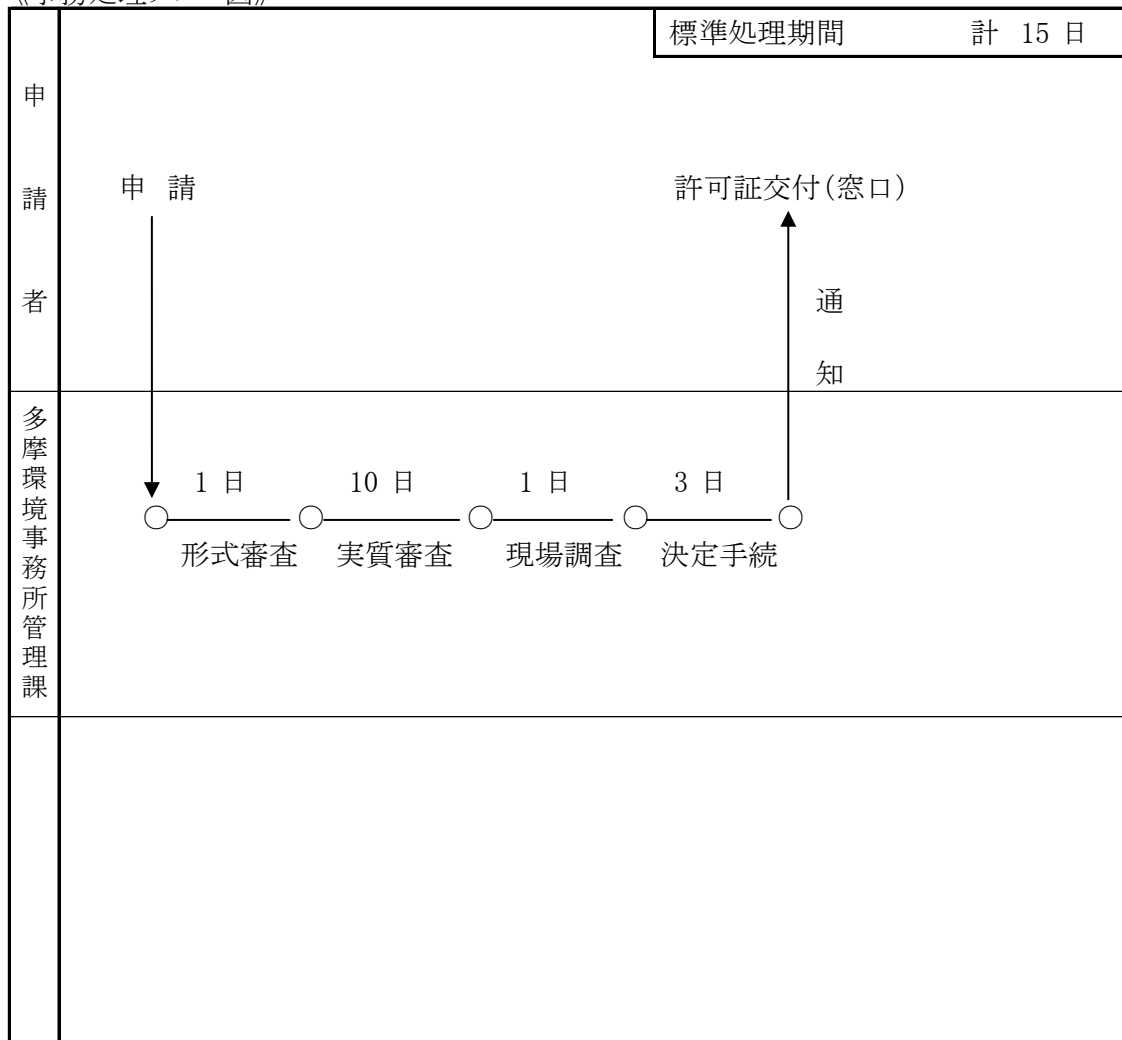 標準処理期間 計 15 日
申請者
申 請
許可証交付(窓口)
通知
多摩環境事務所管理課
1 日 10 日 1 日 3 日
形式審査 実質審査 現場調査 決定手続